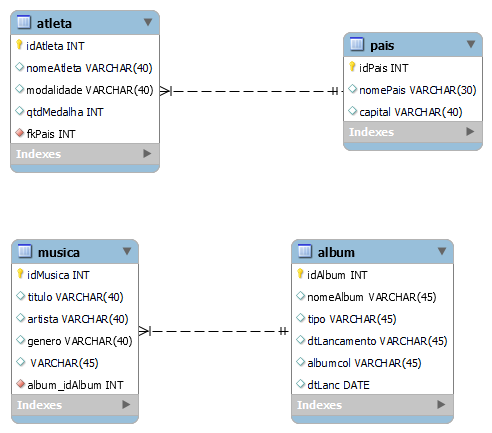 atleta
idAtleta INT
nomeAtleta VARCHAR(40)
modalidade VARCHAR(40)
qtdMedalha INT
fkPais INT
Indexes
pais
idPais INT
nomePais VARCHAR(30)
capital VARCHAR(40)
Indexes
musica
idMusica INT
titulo VARCHAR(40)
artista VARCHAR(40)
genero VARCHAR(40)
VARCHAR(45)
album_idAlbum INT
Indexes
album
idAlbum INT
nomeAlbum VARCHAR(45)
tipo VARCHAR(45)
dtLancamento VARCHAR(45)
albumcol VARCHAR(45)
dtLanc DATE
Indexes